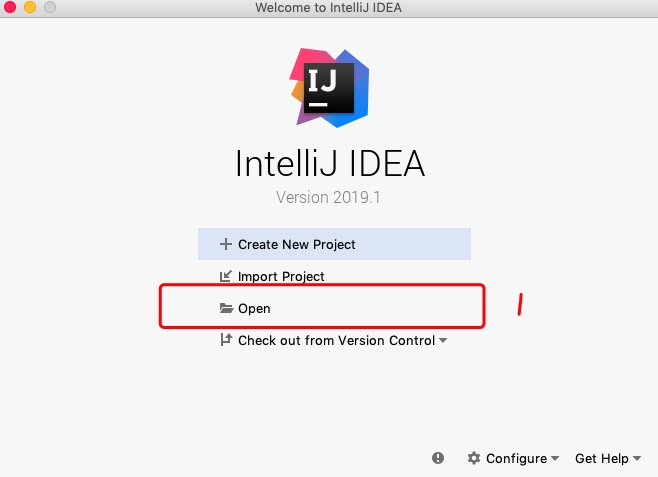 Welcome to IntelliJ IDEA
IJ
IntelliJ IDEA
Version 2019.1
Create New Project
Import Project
Open
1
Check out from Version Control
Configure
Get Help